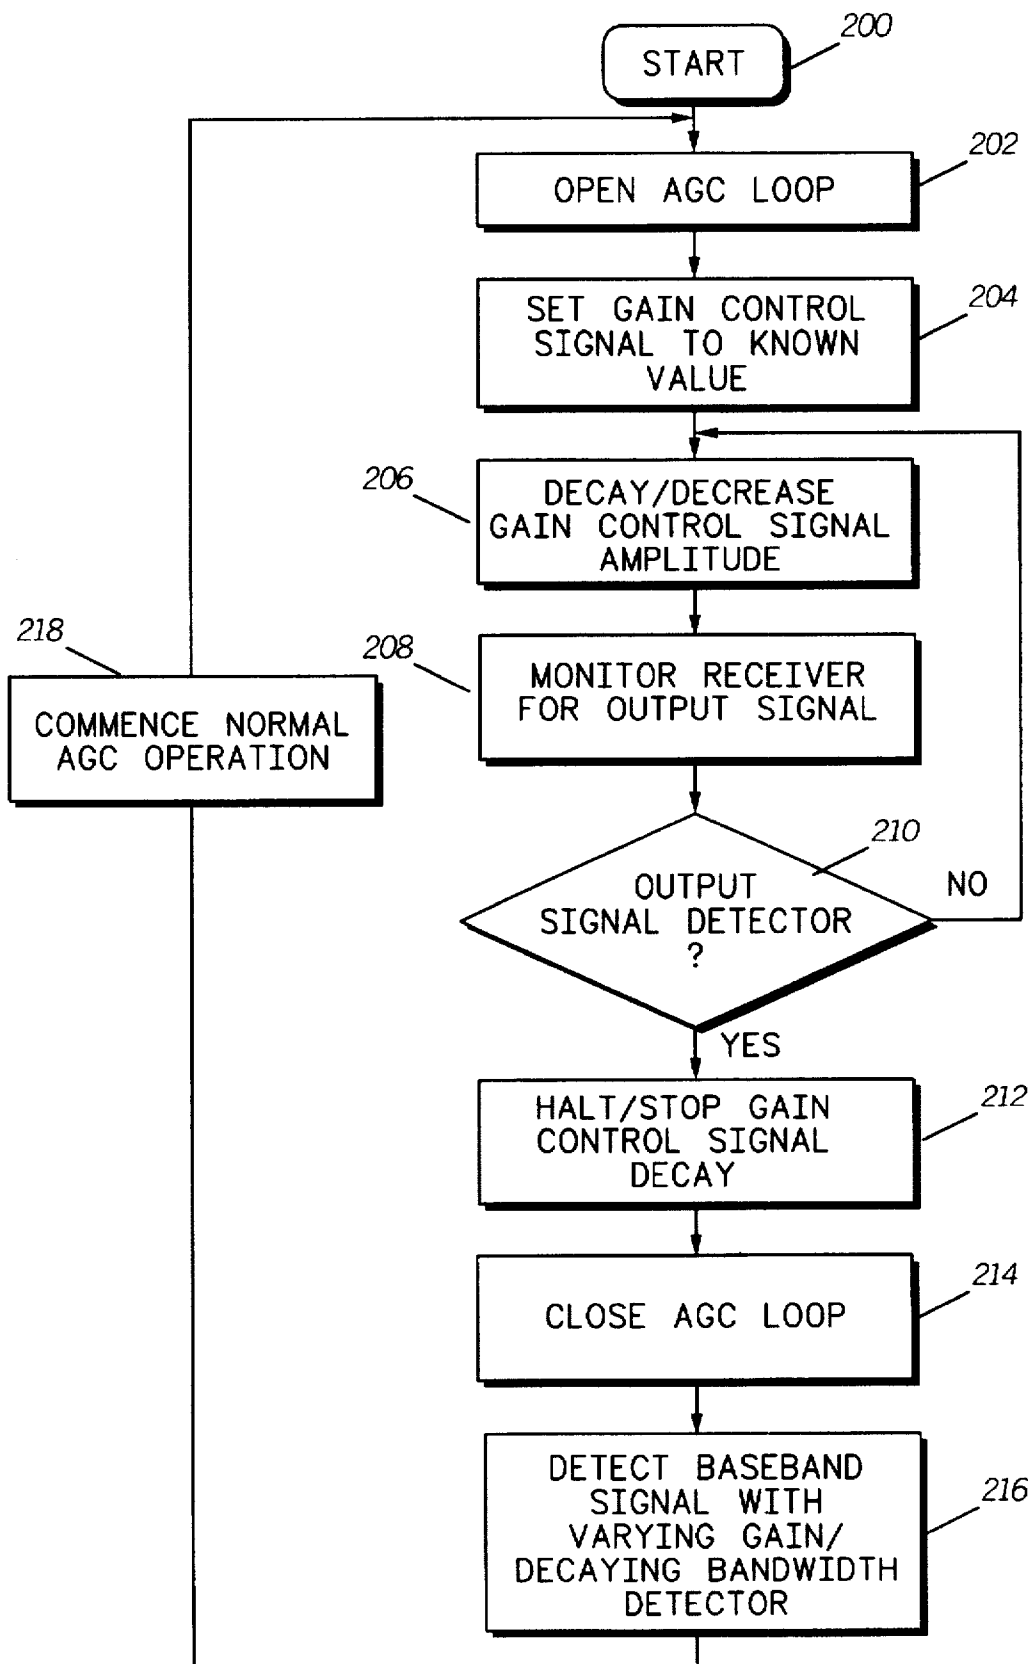 200
START
202
OPEN AGC LOOP
204
SET GAIN CONTROL
SIGNAL TO KNOWN
VALUE
206
DECAY/DECREASE
GAIN CONTROL SIGNAL
AMPLITUDE
218
COMMENCE NORMAL
AGC OPERATION
208
MONITOR RECEIVER
FOR OUTPUT SIGNAL
210
OUTPUT
SIGNAL DETECTOR
?
NO
YES
212
HALT/STOP GAIN
CONTROL SIGNAL
DECAY
214
CLOSE AGC LOOP
216
DETECT BASEBAND
SIGNAL WITH
VARYING GAIN/
DECAYING BANDWIDTH
DETECTOR